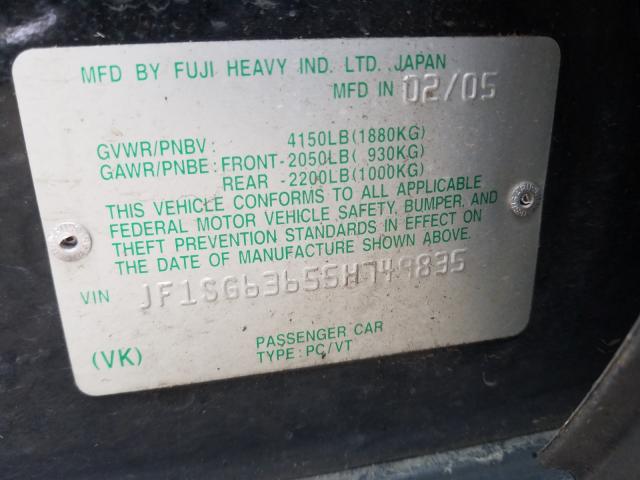 MFD BY FUJI HEAVY IND. LTD. JAPAN
MFD IN 02/05
GVWR/PNBV : 4150LB(1880KG)
GAWR/PNBE : FRONT-2050LB( 930KG)
REAR -2200LB(1000KG)
THIS VEHICLE CONFORMS TO ALL APPLICABLE
FEDERAL MOTOR VEHICLE SAFETY, BUMPER, AND
THEFT PREVENTION STANDARDS IN EFFECT ON
THE DATE OF MANUFACTURE SHOWN ABOVE.
VIN JF1SG63655H749835
(VK)
PASSENGER CAR
TYPE: PC/VT